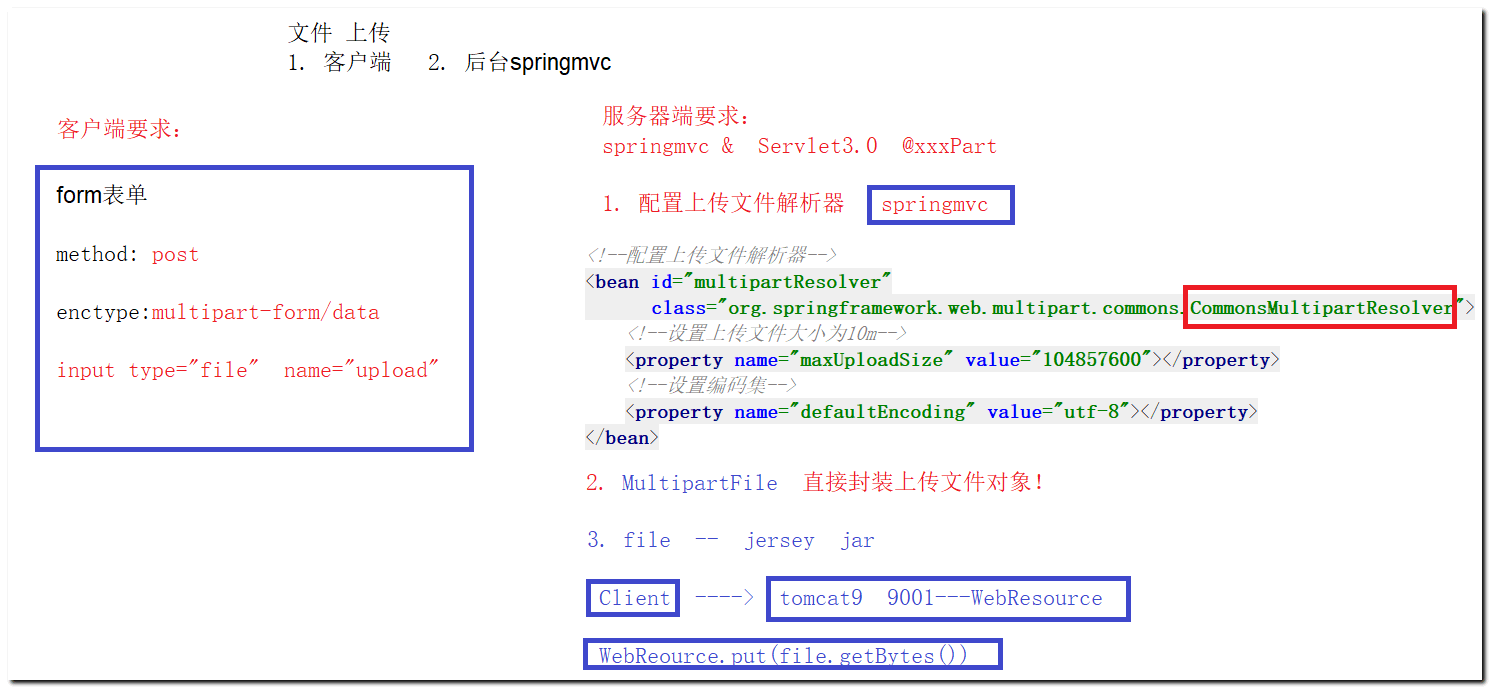 文件 上传
1. 客户端 2. 后台springmvc
客户端要求:
form表单
method: post
enctype:multipart-form/data
input type="file" name="upload"
服务器端要求:
springmvc & Servlet3.0 @xxxPart
1. 配置上传文件解析器 springmvc
<!--配置上传文件解析器-->
<bean id="multipartResolver"
class="org.springframework.web.multipart.commons.CommonsMultipartResolver">
<!--设置上传文件大小为10m-->
<property name="maxUploadSize" value="104857600"></property>
<!--设置编码集-->
<property name="defaultEncoding" value="utf-8"></property>
</bean>
2. MultipartFile 直接封装上传文件对象!
3. file -- jersey jar
Client ----> tomcat9 9001---WebResource
WebReource.put(file.getBytes())